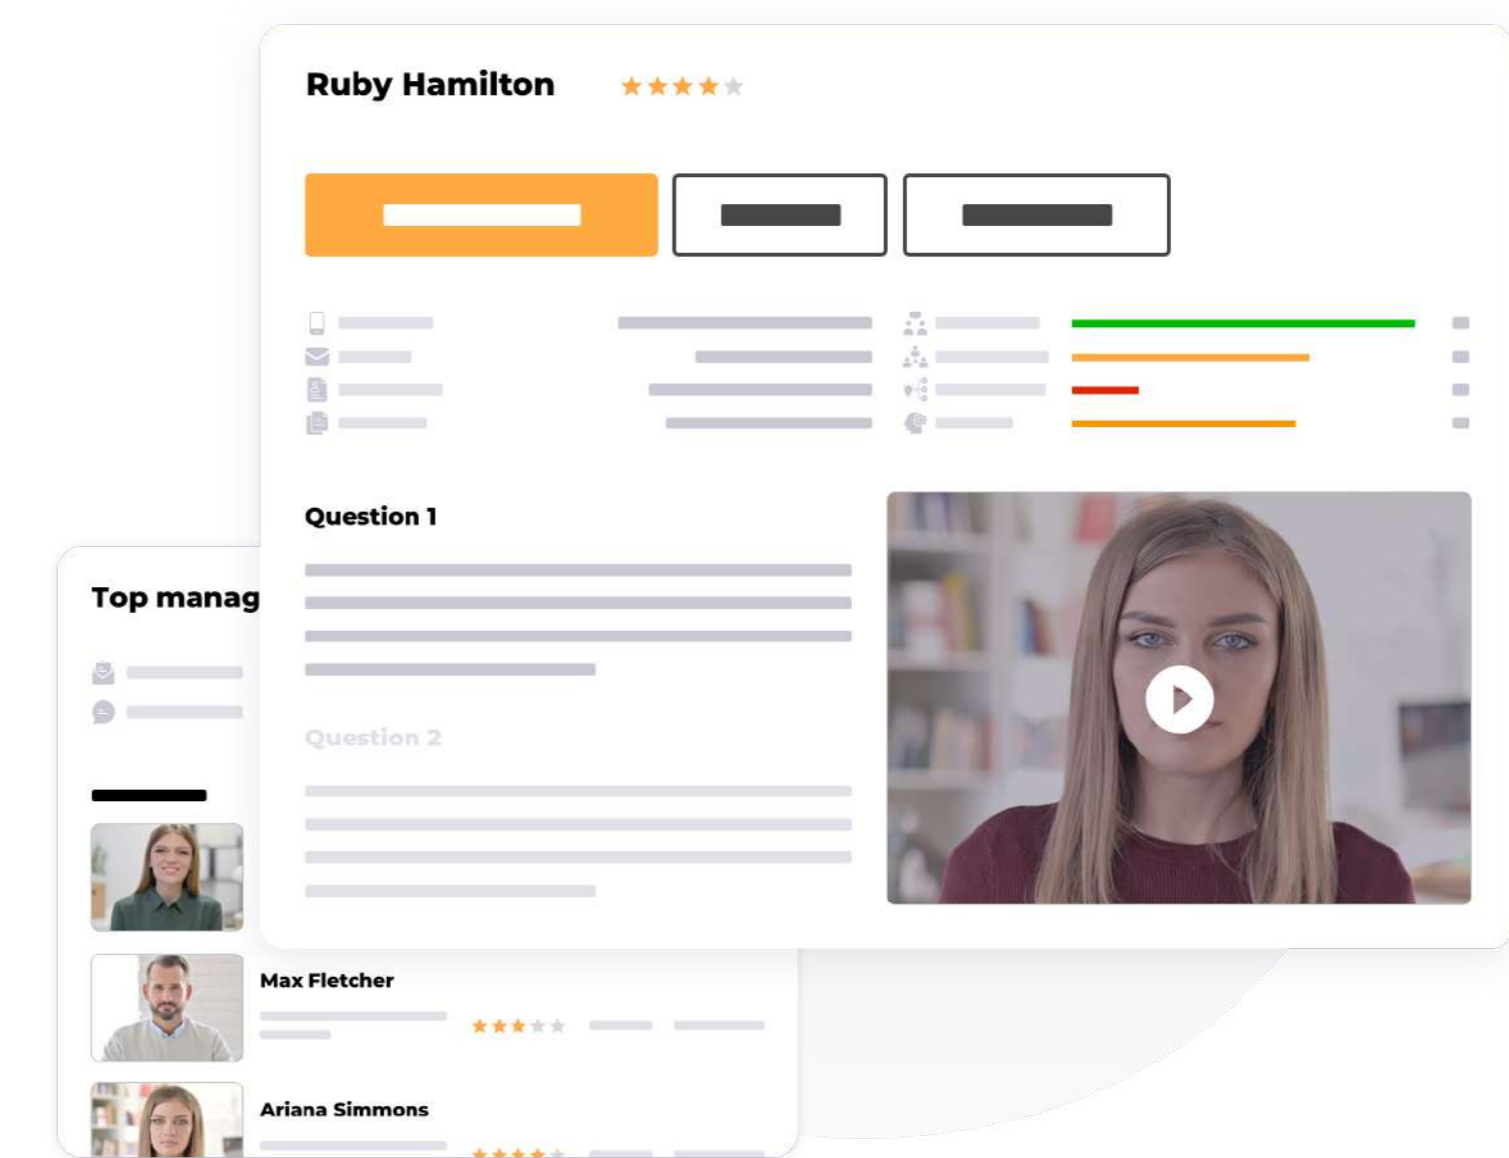 Ruby Hamilton
Question 1
Question 2
Top manag
Max Fletcher
Ariana Simmons